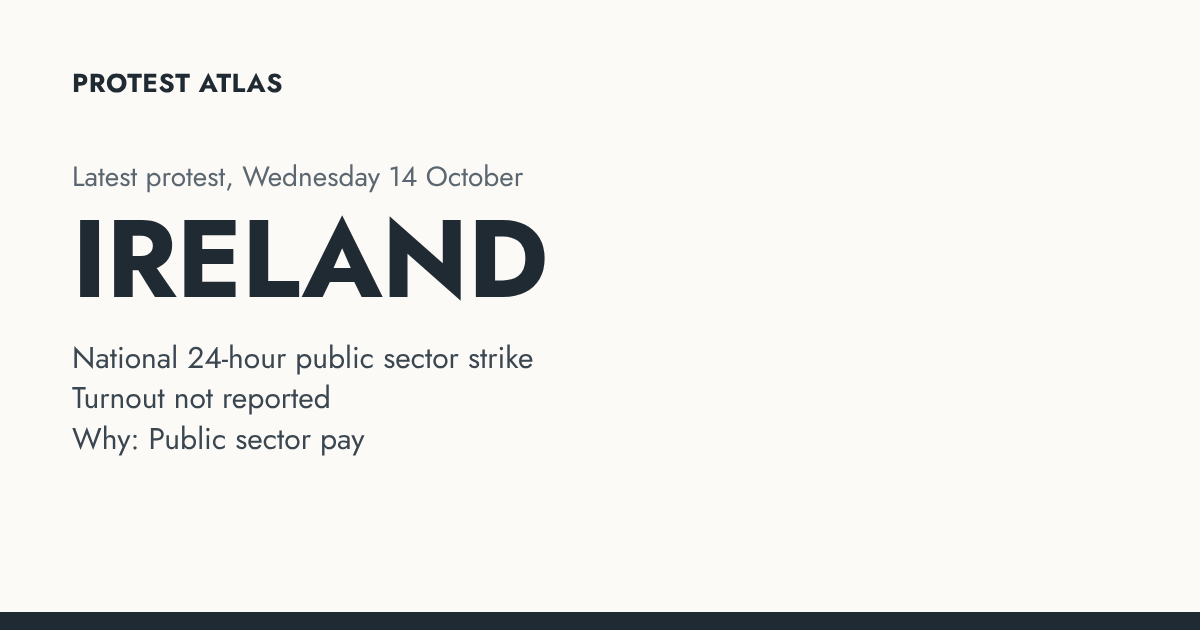 PROTEST ATLAS
Latest protest, Wednesday 14 October
IRELAND
National 24-hour public sector strike
Turnout not reported
Why: Public sector pay